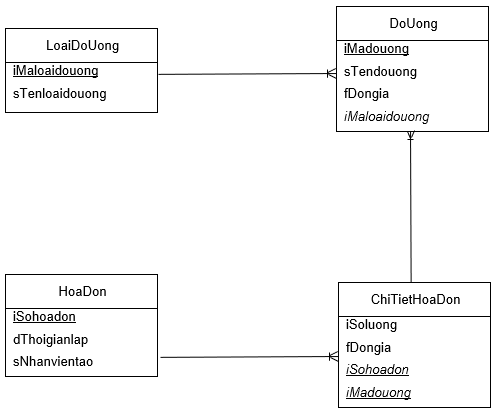 LoaiDoUong
iMaloaidouong
sTenloaidouong
DoUong
iMadouong
sTendouong
fDongia
iMaloaidouong
HoaDon
iSohoadon
dThoigianlap
sNhanvientao
ChiTietHoaDon
iSoluong
fDongia
iSohoadon
iMadouong